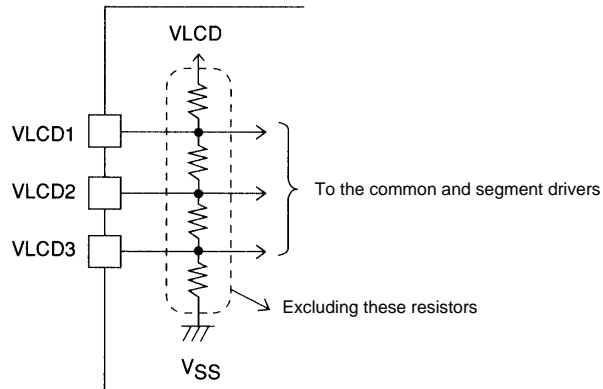 VLCD
VLCD1
VLCD2
To the common and segment drivers
VLCD3
Excluding these resistors
VSS